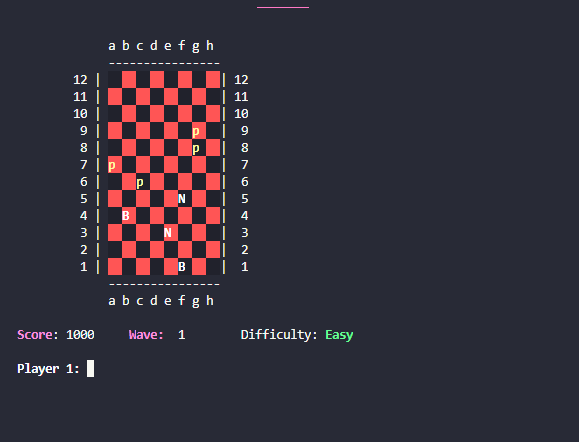 a b c d e f g h
----------------
12 | | 12
11 | | 11
10 | | 10
9 | p | 9
8 | p | 8
7 | p | 7
6 | p | 6
5 | N | 5
4 | B | 4
3 | N | 3
2 | | 2
1 | B | 1
----------------
a b c d e f g h
Score: 1000 Wave: 1 Difficulty: Easy
Player 1: